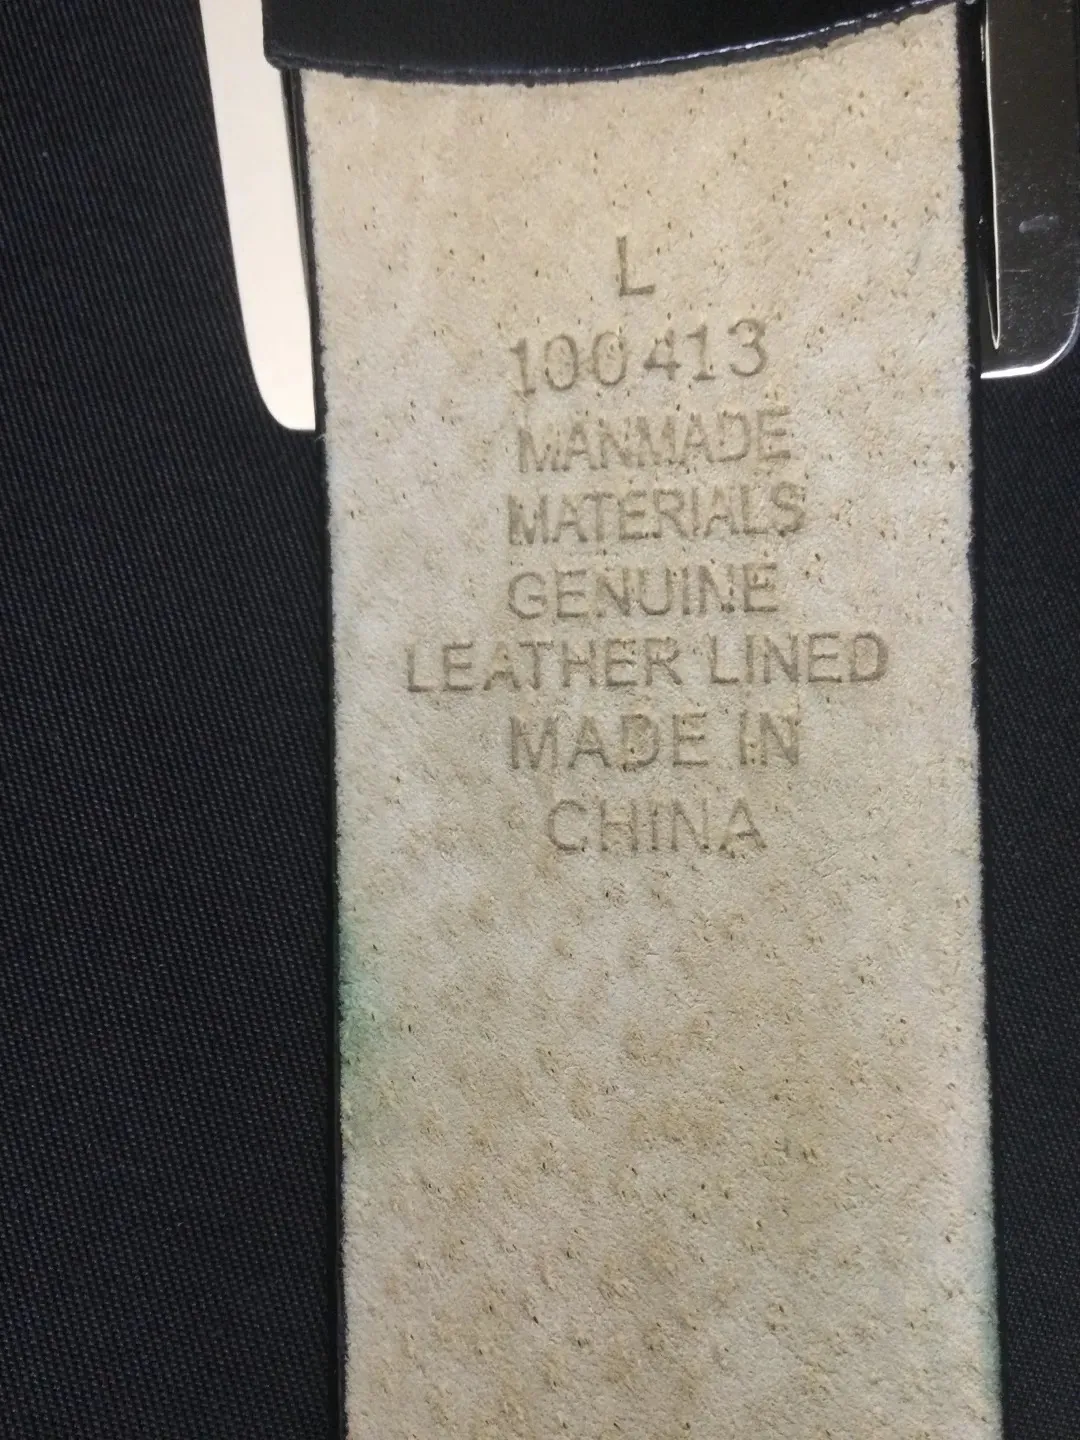 L
100413
MANMADE
MATERIALS
GENUINE
LEATHER LINED
MADE IN
CHINA